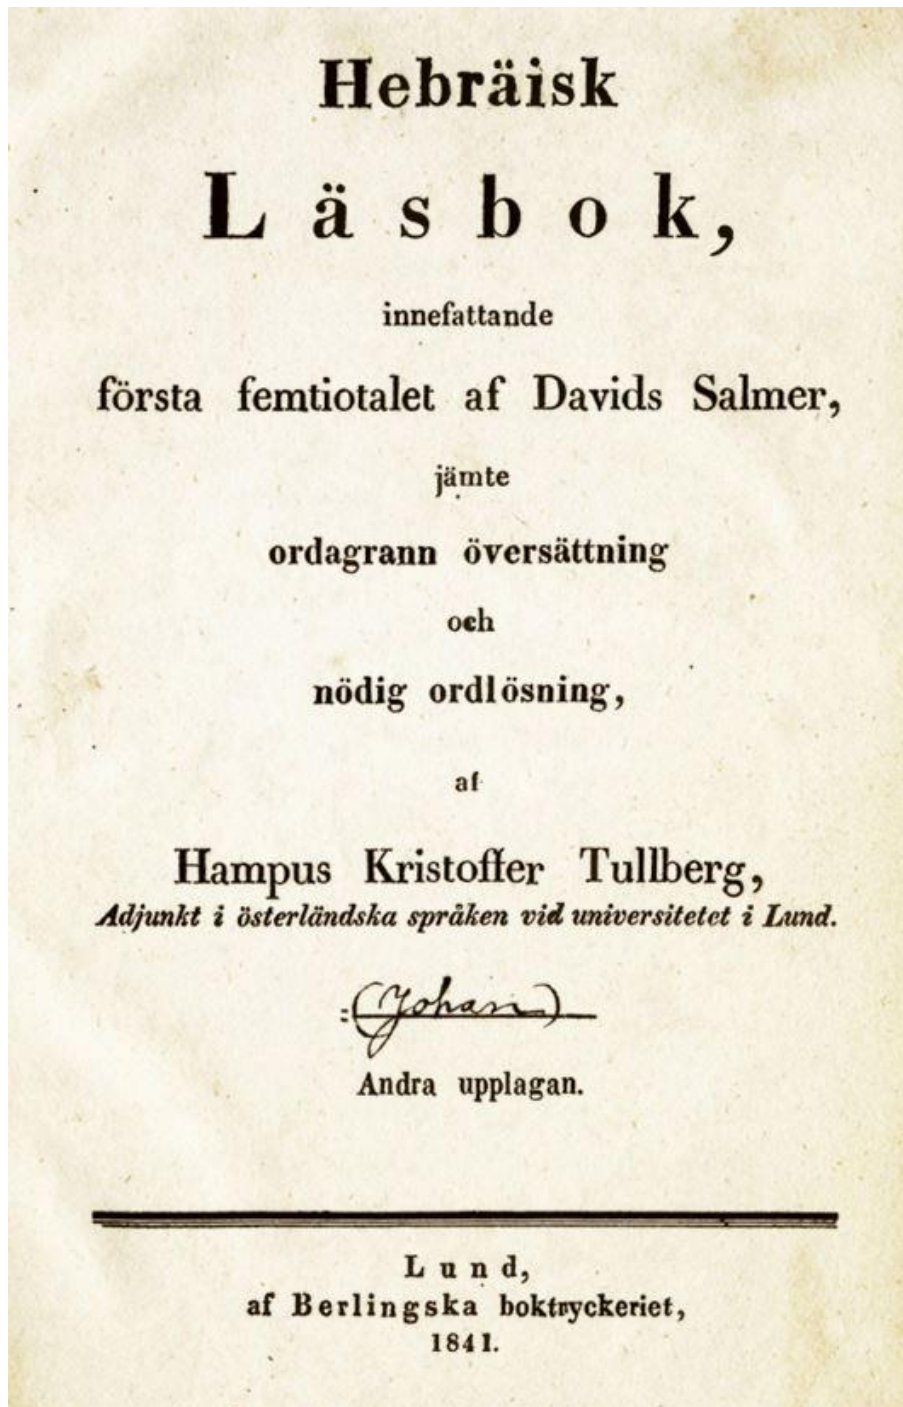 Hebräisk
Läsbok,
innefattande
första femtiotalet af Davids Salmer,
jämte
ordagrann översättning
och
nödig ordlösning,
af
Hampus Kristoffer Tullberg,
Adjunkt i österländska språken vid universitetet i Lund.
=(Johan)
Andra upplagan.
Lund,
af Berlingska boktryckeriet,
1841.